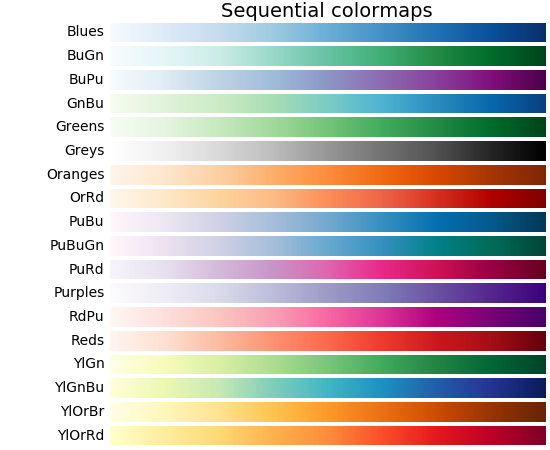 Sequential colormaps
Blues
BuGn
BuPu
GnBu
Greens
Greys
Oranges
OrRd
PuBu
PuBuGn
PuRd
Purples
RdPu
Reds
YlGn
YlGnBu
YlOrBr
YlOrRd